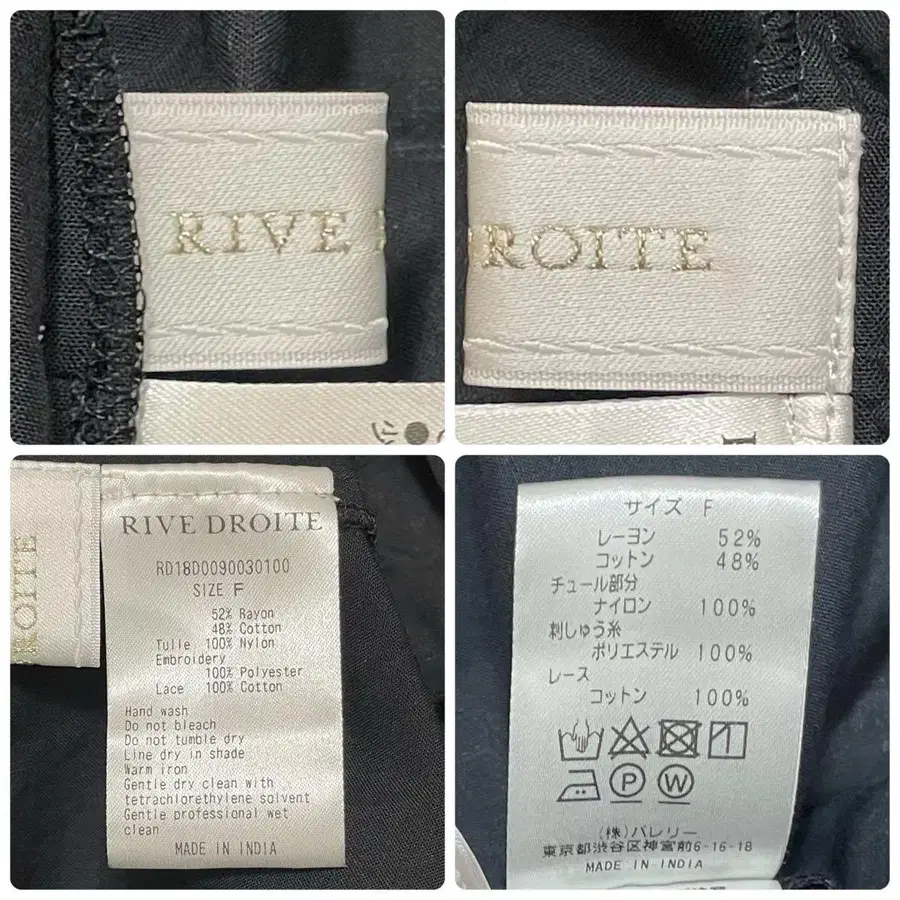 RIVE
DROITE
少
DROITE
RIVE DROITE
RD18D0090030100
SIZE F
52% Rayon
48% Cotton
Tulle 100% Nylon
Embroidery
100% Polyester
Lace 100% Cotton
Hand wash
Do not bleach
Do not tumble dry
Line dry in shade
Warm iron
Gentle dry clean with
tetrachlorethylene solvent
Gentle professional wet
clean
MADE IN INDIA
サイズ F
レーヨン 52%
コットン 48%
チュール部分
ナイロン 100%
刺しゅう糸
ポリエステル 100%
レース
コットン 100%
P W
(株)バレリー
東京都渋谷区神宮前6-16-18
MADE IN INDIA